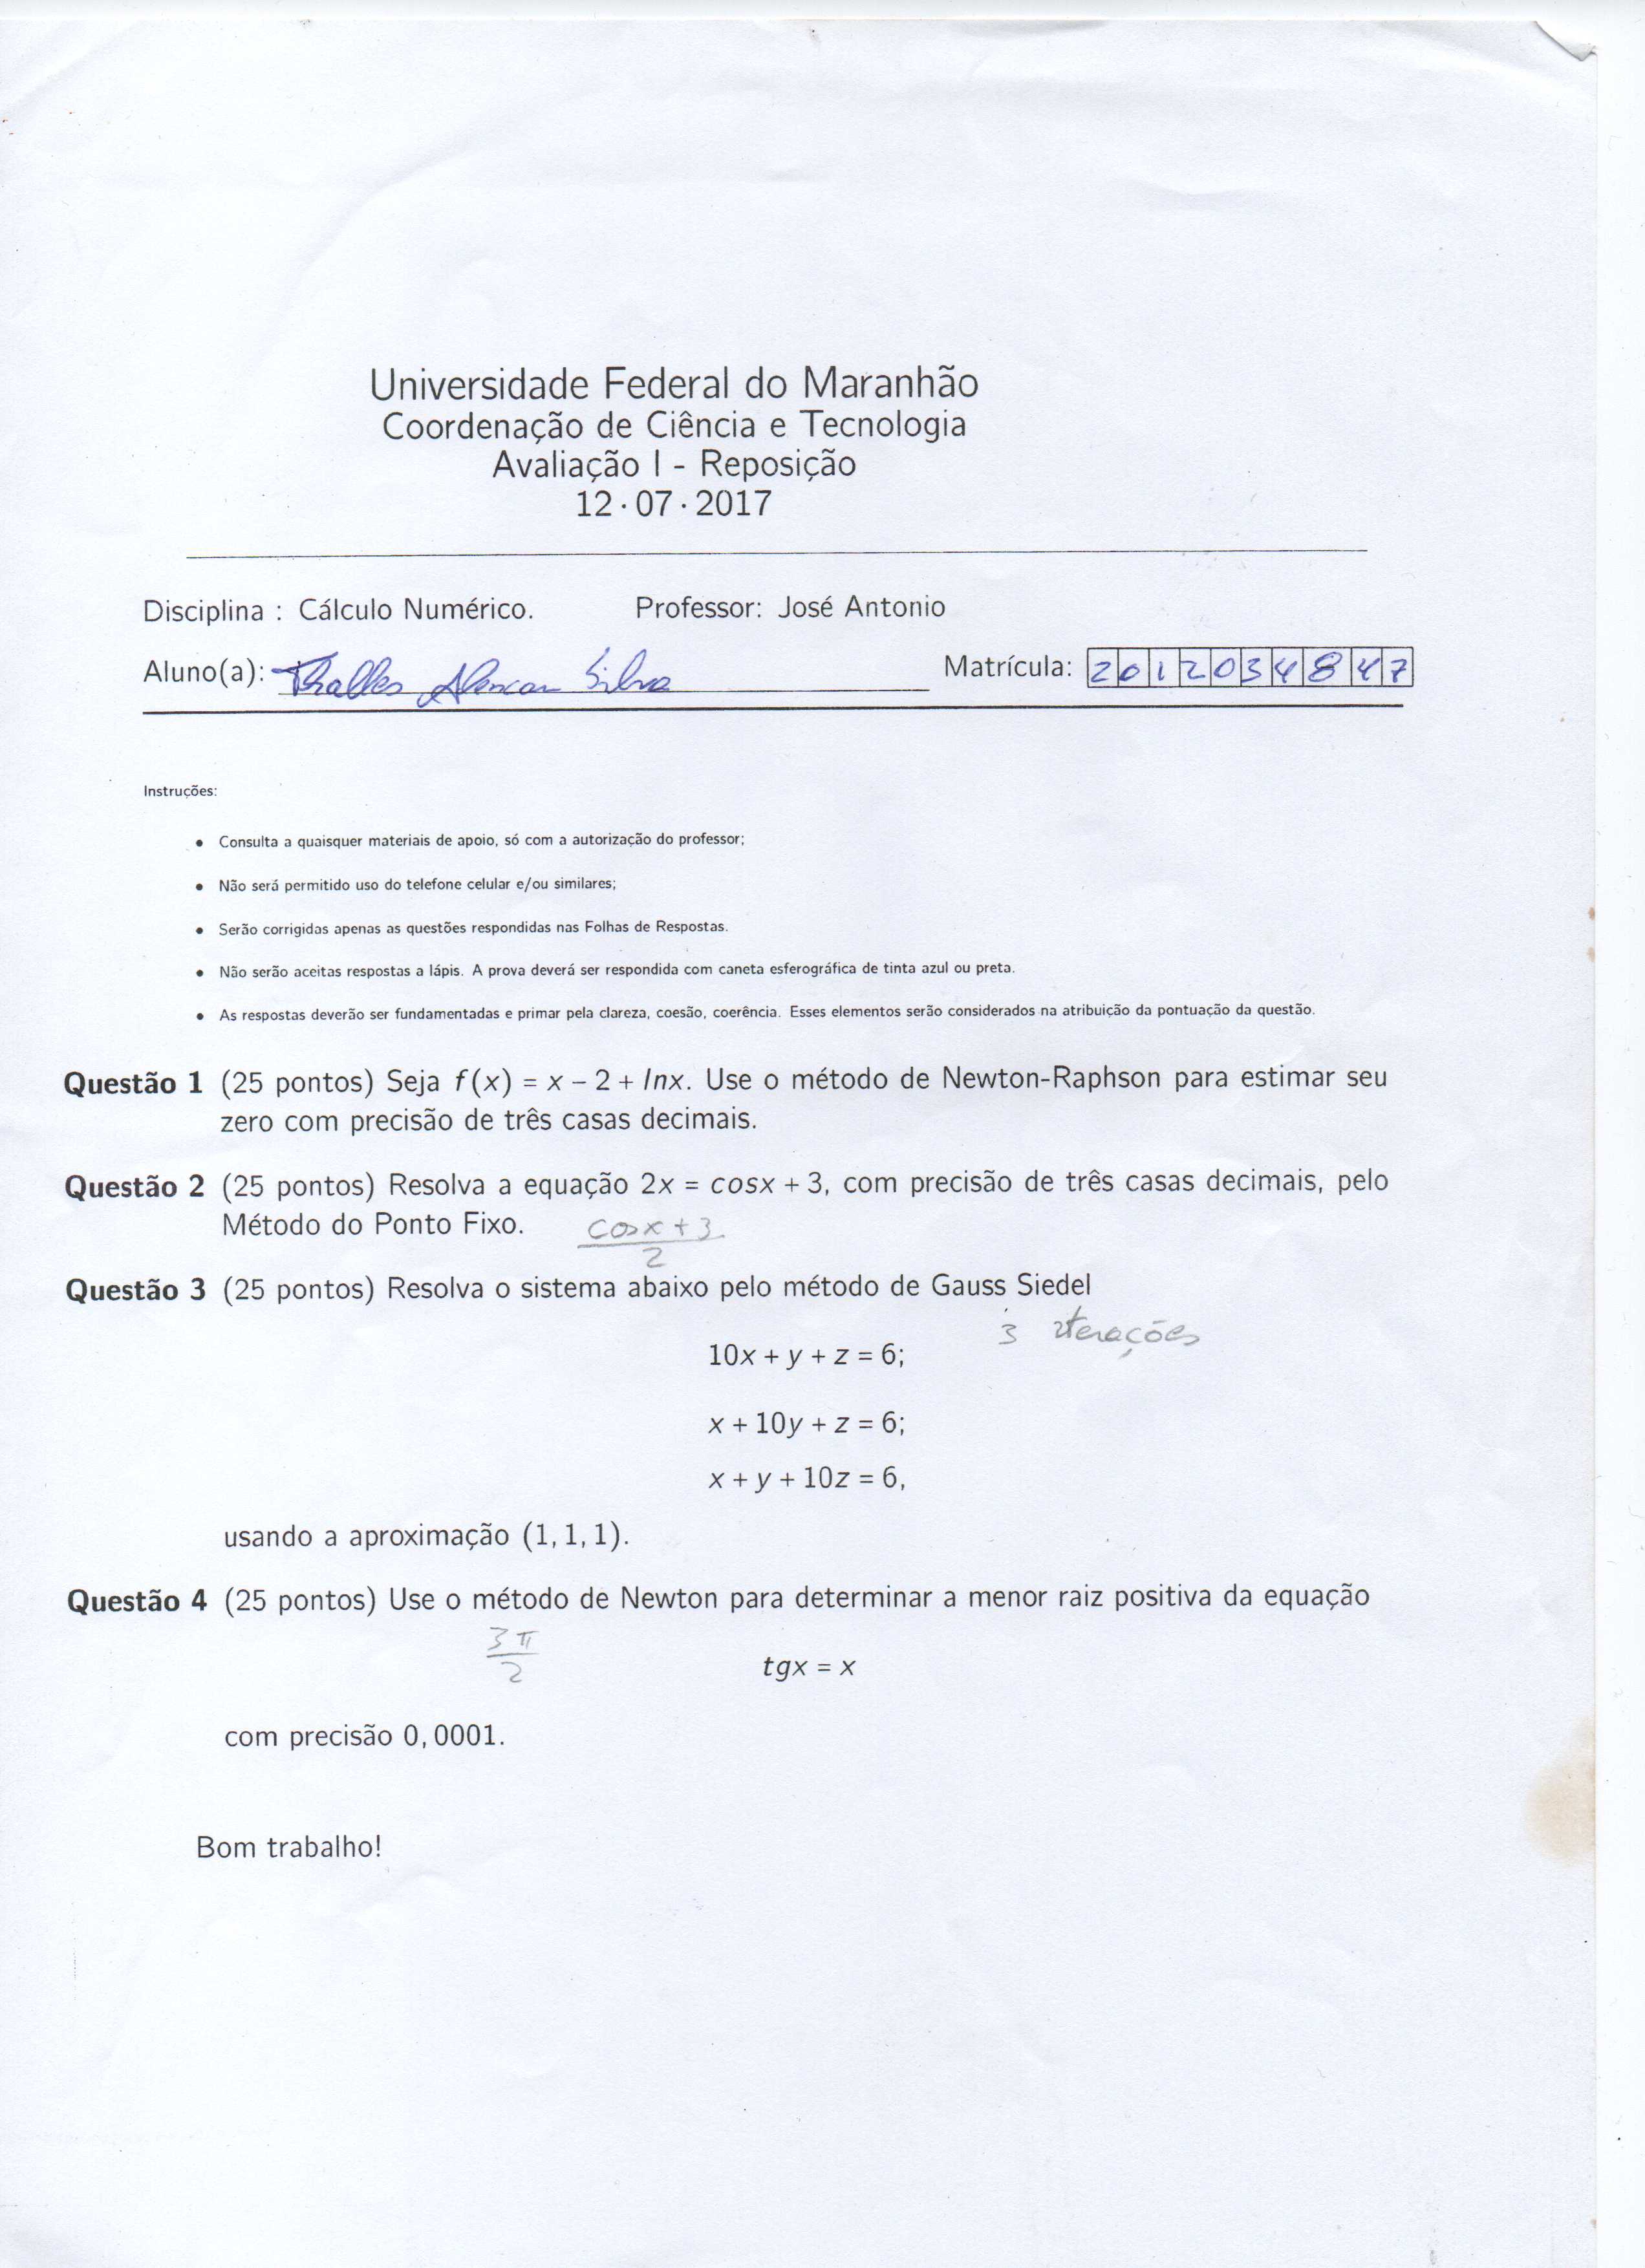 Universidade Federal do Maranhão
Coordenação de Ciência e Tecnologia
Avaliação I - Reposição
12 · 07 · 2017
Disciplina : Cálculo Numérico. Professor: José Antonio
Aluno(a): Thalles Alencar Silva Matrícula: 2012034847
Instruções:
• Consulta a quaisquer materiais de apoio, só com a autorização do professor;
• Não será permitido uso do telefone celular e/ou similares;
• Serão corrigidas apenas as questões respondidas nas Folhas de Respostas.
• Não serão aceitas respostas a lápis. A prova deverá ser respondida com caneta esferográfica de tinta azul ou preta.
• As respostas deverão ser fundamentadas e primar pela clareza, coesão, coerência. Esses elementos serão considerados na atribuição da pontuação da questão.
Questão 1 (25 pontos) Seja f(x) = x − 2 + lnx. Use o método de Newton-Raphson para estimar seu
zero com precisão de três casas decimais.
Questão 2 (25 pontos) Resolva a equação 2x = cosx + 3, com precisão de três casas decimais, pelo
Método do Ponto Fixo. cosx + 3
2
Questão 3 (25 pontos) Resolva o sistema abaixo pelo método de Gauss Siedel
3 iterações
10x + y + z = 6;
x + 10y + z = 6;
x + y + 10z = 6,
usando a aproximação (1, 1, 1).
Questão 4 (25 pontos) Use o método de Newton para determinar a menor raiz positiva da equação
3π
2
tgx = x
com precisão 0, 0001.
Bom trabalho!